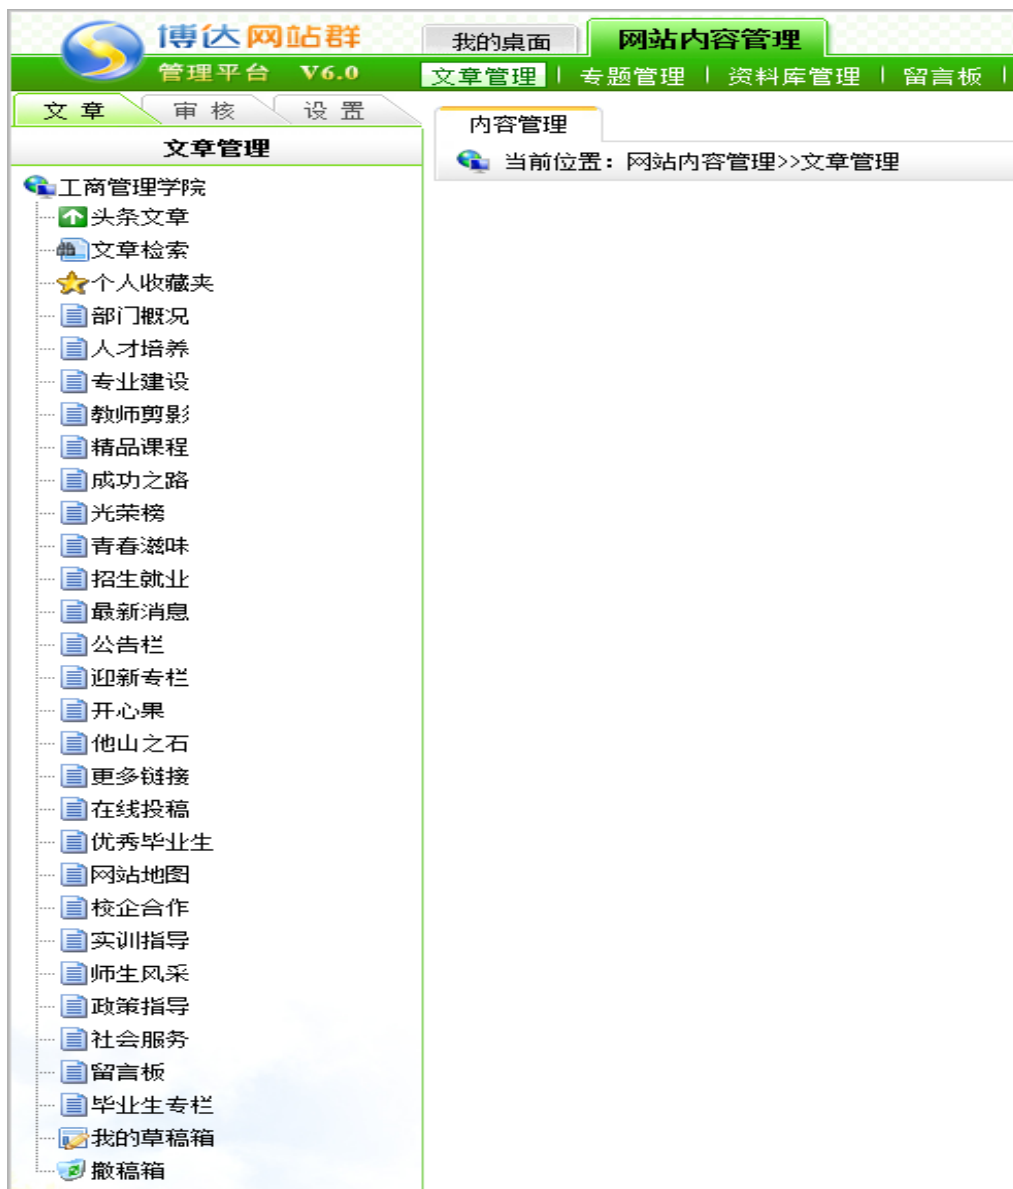 博达网站群
管理平台 V6.0
我的桌面 网站内容管理
文章管理 专题管理 资料库管理 留言板
文章 审核 设置
文章管理
内容管理
当前位置：网站内容管理>>文章管理
工商管理学院
头条文章
文章检索
个人收藏夹
部门概况
人才培养
专业建设
教师剪影
精品课程
成功之路
光荣榜
青春滋味
招生就业
最新消息
公告栏
迎新专栏
开心果
他山之石
更多链接
在线投稿
优秀毕业生
网站地图
校企合作
实训指导
师生风采
政策指导
社会服务
留言板
毕业生专栏
我的草稿箱
撤稿箱